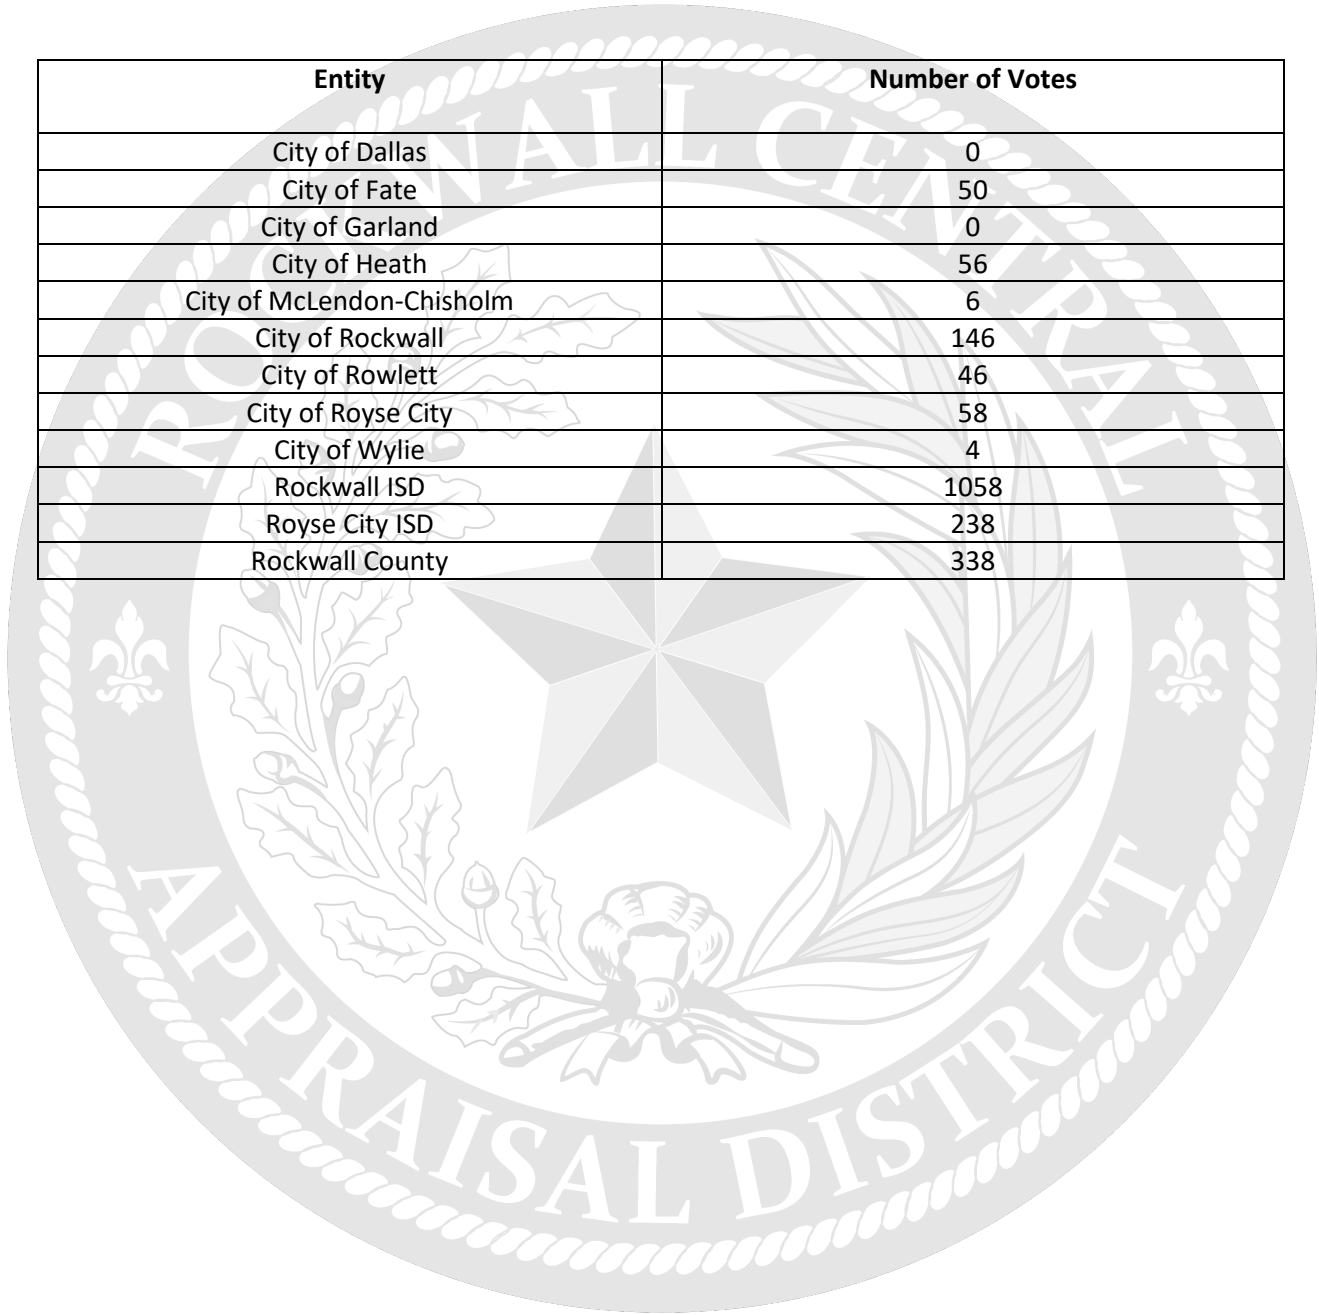 Entity Number of Votes
City of Dallas 0
City of Fate 50
City of Garland 0
City of Heath 56
City of McLendon-Chisholm 6
City of Rockwall 146
City of Rowlett 46
City of Royse City 58
City of Wylie 4
Rockwall ISD 1058
Royse City ISD 238
Rockwall County 338
ROCKWALL CENTRAL
APPRAISAL DISTRICT